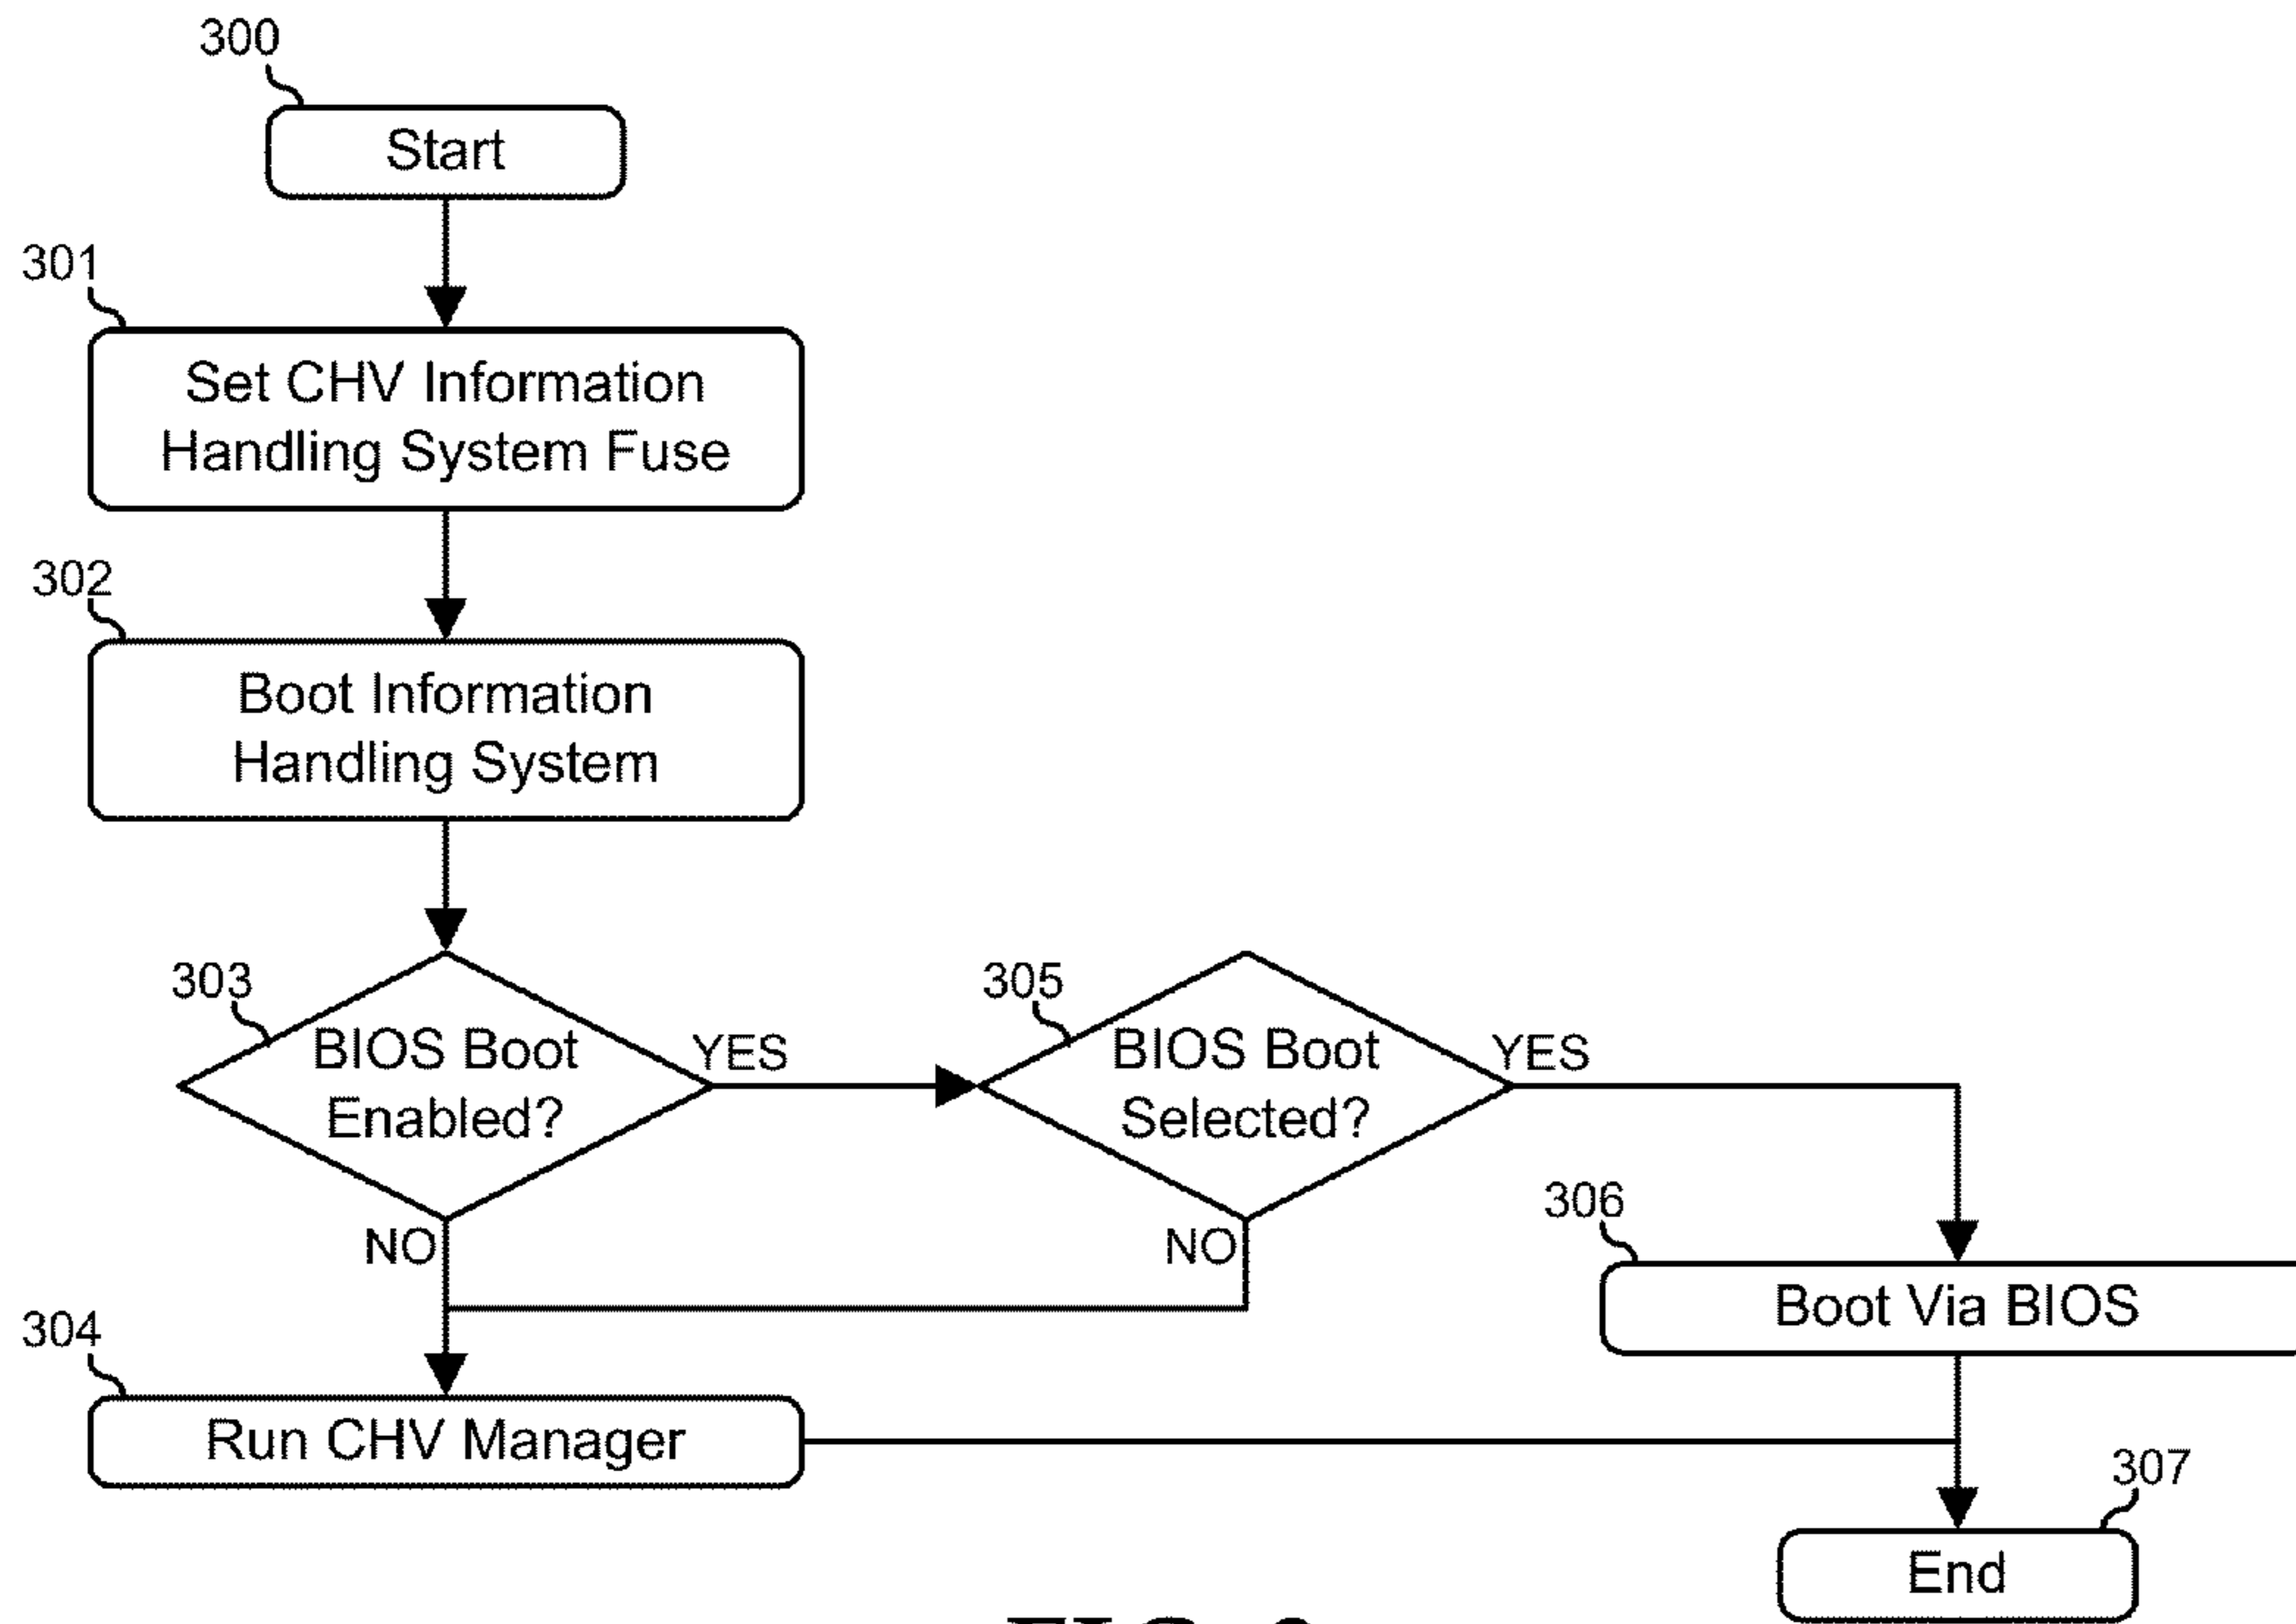 300
Start
301
Set CHV Information
Handling System Fuse
302
Boot Information
Handling System
303
BIOS Boot
Enabled?
YES
NO
305
BIOS Boot
Selected?
YES
NO
306
Boot Via BIOS
304
Run CHV Manager
307
End